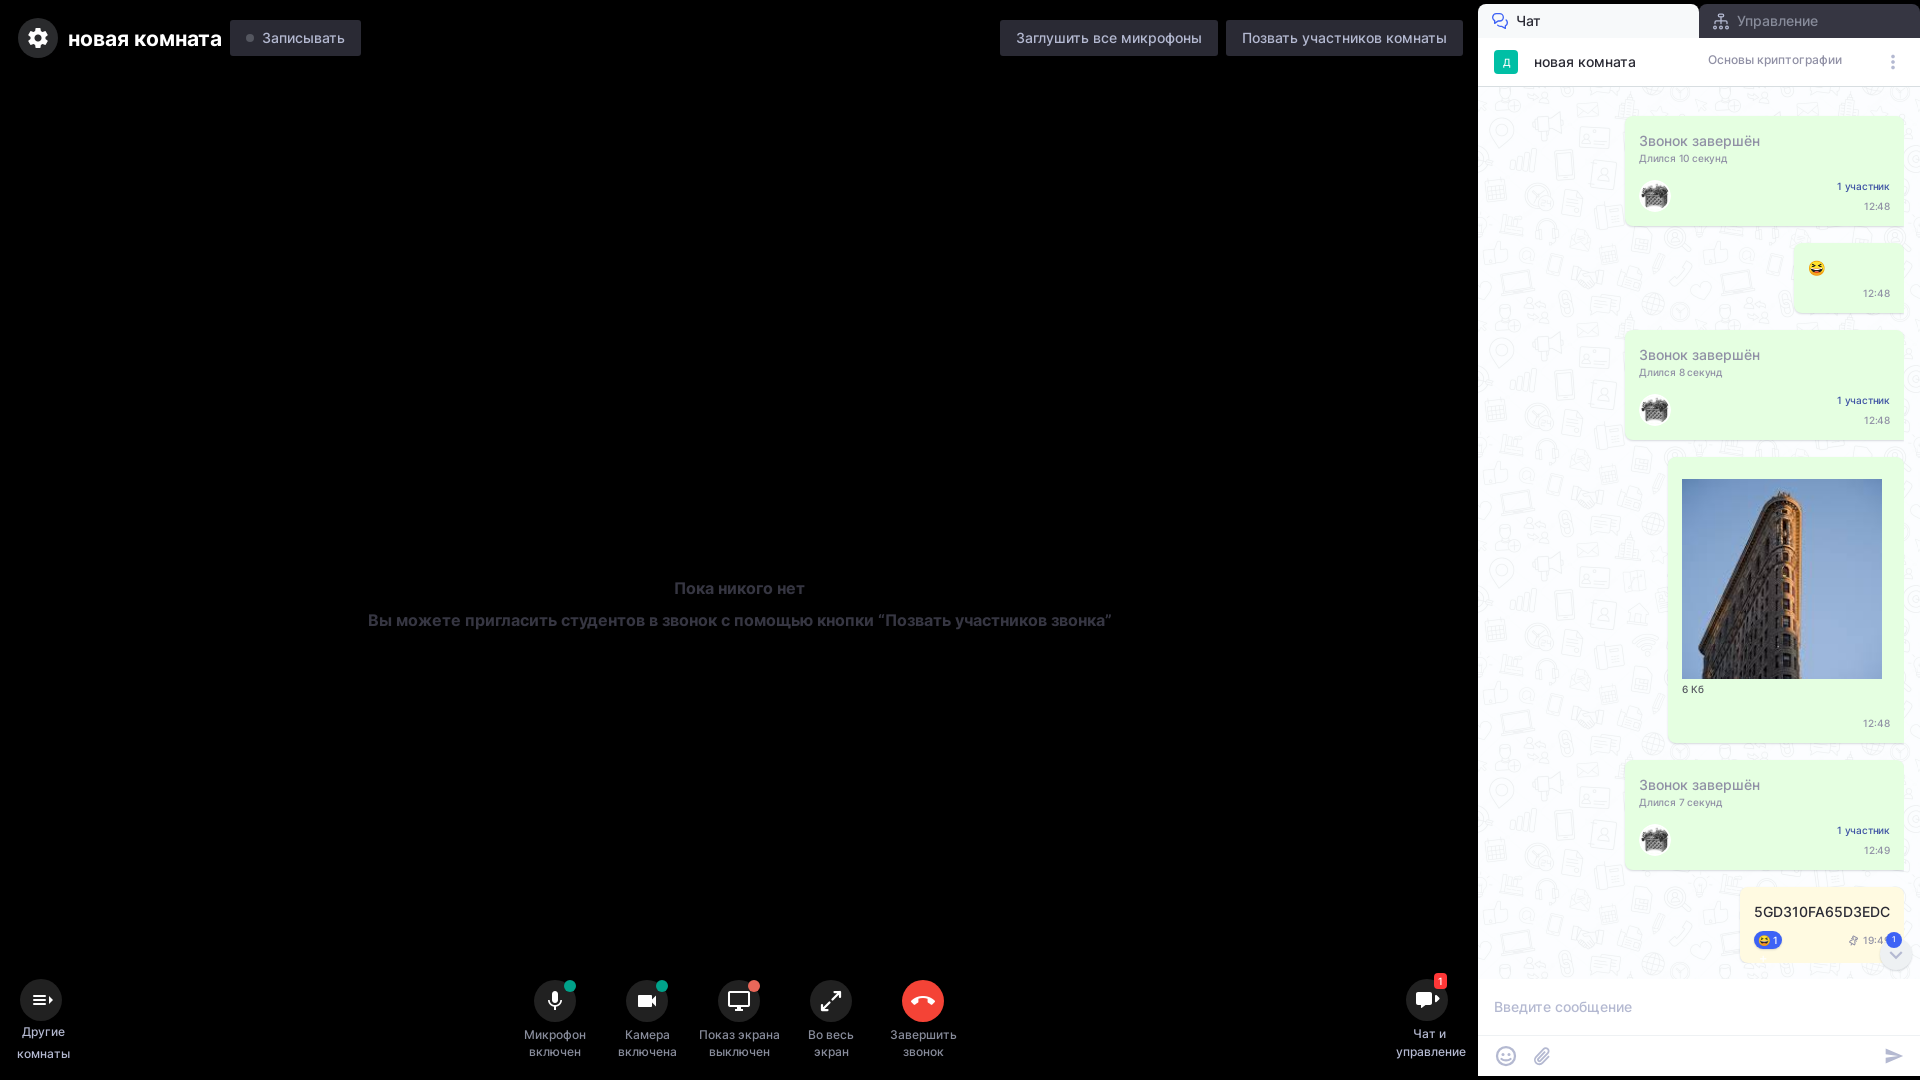 новая комната
Записывать
Заглушить все микрофоны
Позвать участников комнаты
Пока никого нет
Вы можете пригласить студентов в звонок с помощью кнопки “Позвать участников звонка”
Другие
комнаты
Микрофон
включен
Камера
включена
Показ экрана
выключен
Во весь
экран
Завершить
звонок
1
Чат и
управление
Чат
Управление
Д
новая комната
Основы криптографии
Звонок завершён
Длился 10 секунд
1 участник
12:48
12:48
Звонок завершён
Длился 8 секунд
1 участник
12:48
6 Кб
12:48
Звонок завершён
Длился 7 секунд
1 участник
12:49
5GD310FA65D3EDC
1
1
Введите сообщение